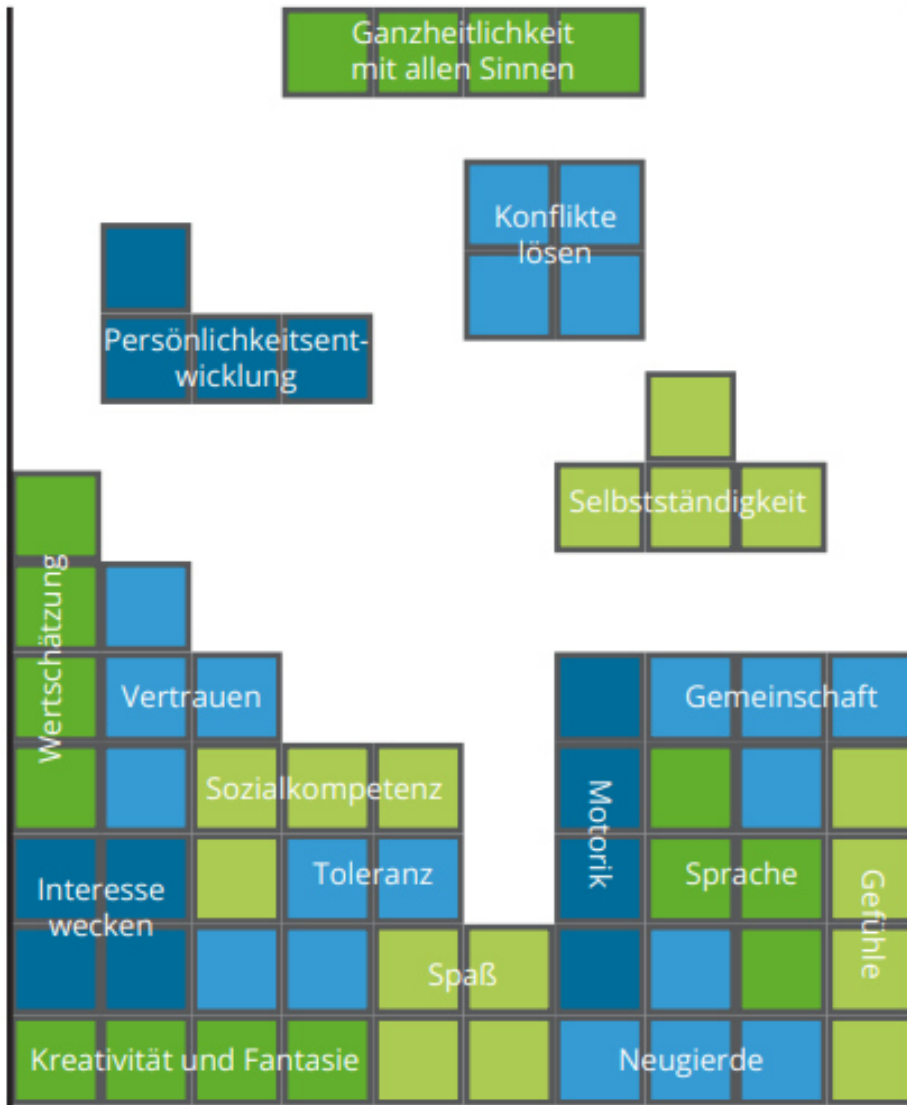 Ganzheitlichkeit
mit allen Sinnen
Konflikte
lösen
Persönlichkeitsent-
wicklung
Selbstständigkeit
Wertschätzung
Vertrauen
Gemeinschaft
Sozialkompetenz
Motorik
Toleranz
Sprache
Interesse
wecken
Gefühle
Spaß
Kreativität und Fantasie
Neugierde